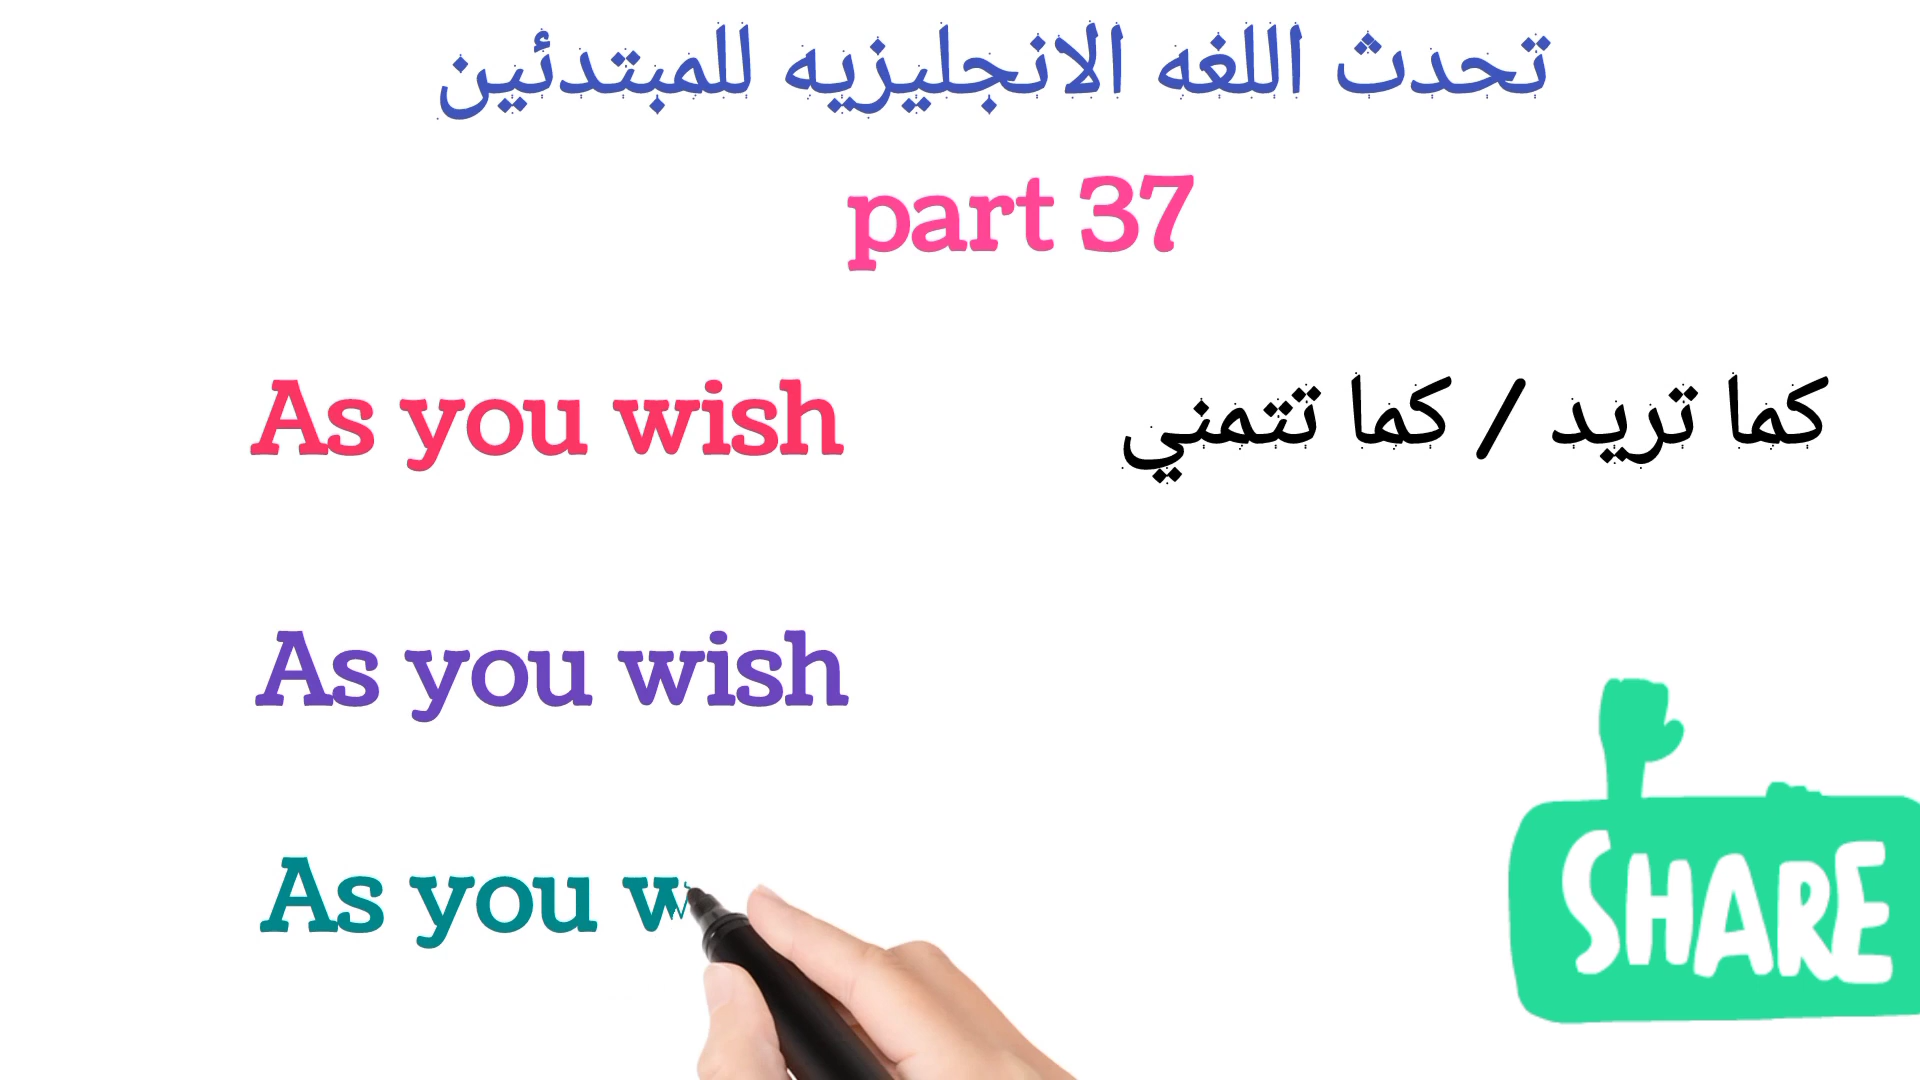 تحدث اللغه الانجليزيه للمبتدئين
part 37
As you wish كما تريد / كما تتمني
As you wish
As you w
SHARE